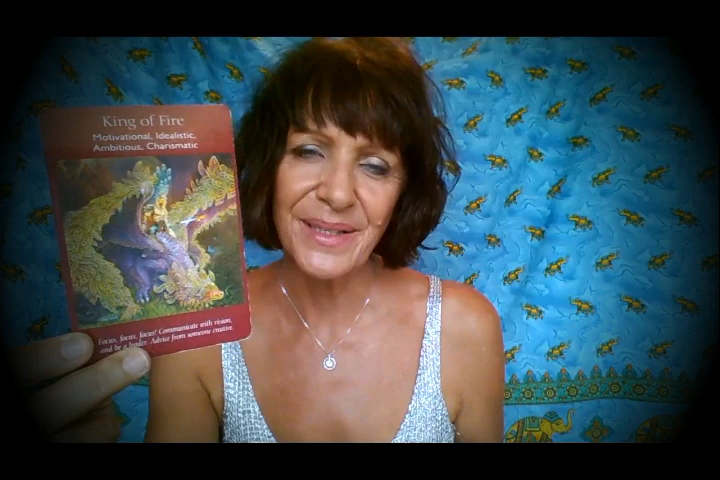 King of Fire
Motivational, Idealistic,
Ambitious, Charismatic
Focus, focus, focus! Communicate with vision,
and be a leader. Advice from someone creative.